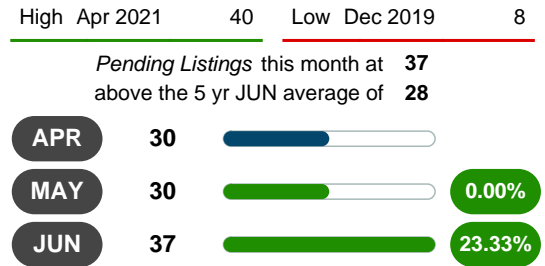 High Apr 2021 40 Low Dec 2019 8
Pending Listings this month at 37
above the 5 yr JUN average of 28
APR 30
MAY 30 0.00%
JUN 37 23.33%